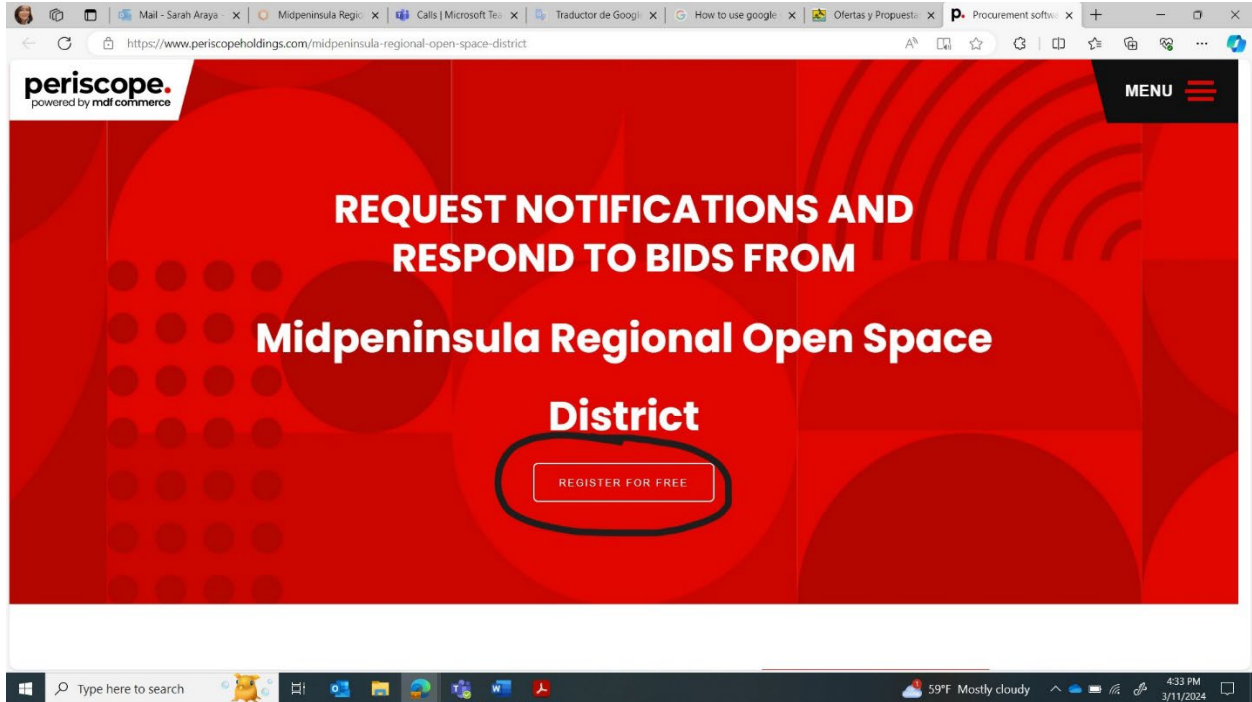 Mail - Sarah Araya -
Midpeninsula Regio
Calls | Microsoft Tea
Traductor de Google
How to use google
Ofertas y Propuesta
Procurement softwa
https://www.periscopeholdings.com/midpeninsula-regional-open-space-district
periscope.
powered by mdf commerce
MENU
REQUEST NOTIFICATIONS AND
RESPOND TO BIDS FROM
Midpeninsula Regional Open Space
District
REGISTER FOR FREE
Type here to search
59°F Mostly cloudy
4:33 PM
3/11/2024